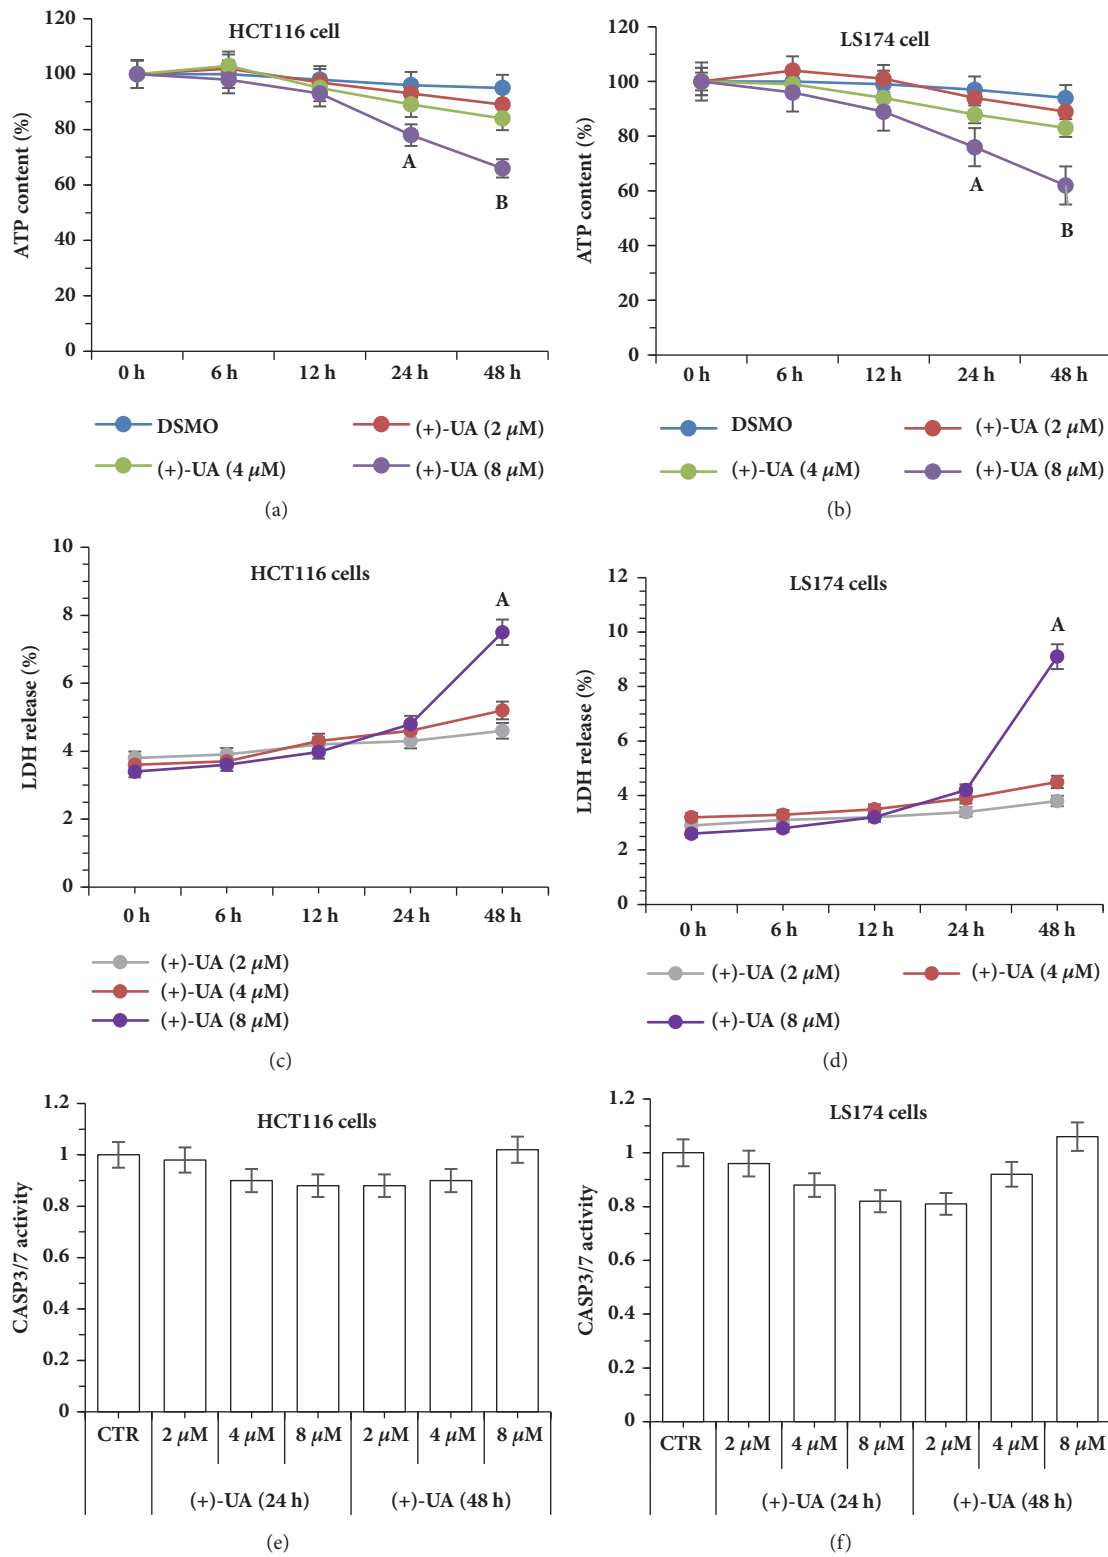 HCT116 cell
ATP content (%)
120
100
80
60
40
20
0
A
B
0 h 6 h 12 h 24 h 48 h
DSMO (+)-UA (2 μM)
(+)-UA (4 μM) (+)-UA (8 μM)
(a)
LS174 cell
ATP content (%)
120
100
80
60
40
20
0
A
B
0 h 6 h 12 h 24 h 48 h
DSMO (+)-UA (2 μM)
(+)-UA (4 μM) (+)-UA (8 μM)
(b)
HCT116 cells
LDH release (%)
10
8
6
4
2
0
A
0 h 6 h 12 h 24 h 48 h
(+)-UA (2 μM)
(+)-UA (4 μM)
(+)-UA (8 μM)
(c)
LS174 cells
LDH release (%)
12
10
8
6
4
2
0
A
0 h 6 h 12 h 24 h 48 h
(+)-UA (2 μM) (+)-UA (4 μM)
(+)-UA (8 μM)
(d)
HCT116 cells
CASP3/7 activity
1.2
1
0.8
0.6
0.4
0.2
0
CTR 2 μM 4 μM 8 μM 2 μM 4 μM 8 μM
(+)-UA (24 h) (+)-UA (48 h)
(e)
LS174 cells
CASP3/7 activity
1.2
1
0.8
0.6
0.4
0.2
0
CTR 2 μM 4 μM 8 μM 2 μM 4 μM 8 μM
(+)-UA (24 h) (+)-UA (48 h)
(f)